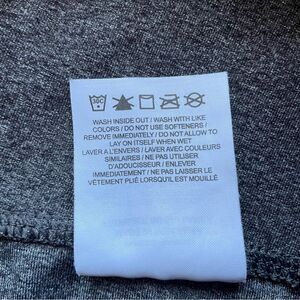 30C
WASH INSIDE OUT / WASH WITH LIKE
COLORS / DO NOT USE SOFTENERS /
REMOVE IMMEDIATELY / DO NOT ALLOW TO
LAY ON ITSELF WHEN WET
LAVER A L'ENVERS / LAVER AVEC COULEURS
SIMILAIRES / NE PAS UTILISER
D'ADOUCISSEUR / ENLEVER
IMMEDIATEMENT / NE PAS LAISSER LE
VÊTEMENT PLIÉ LORSQU'IL EST MOUILLÉ.